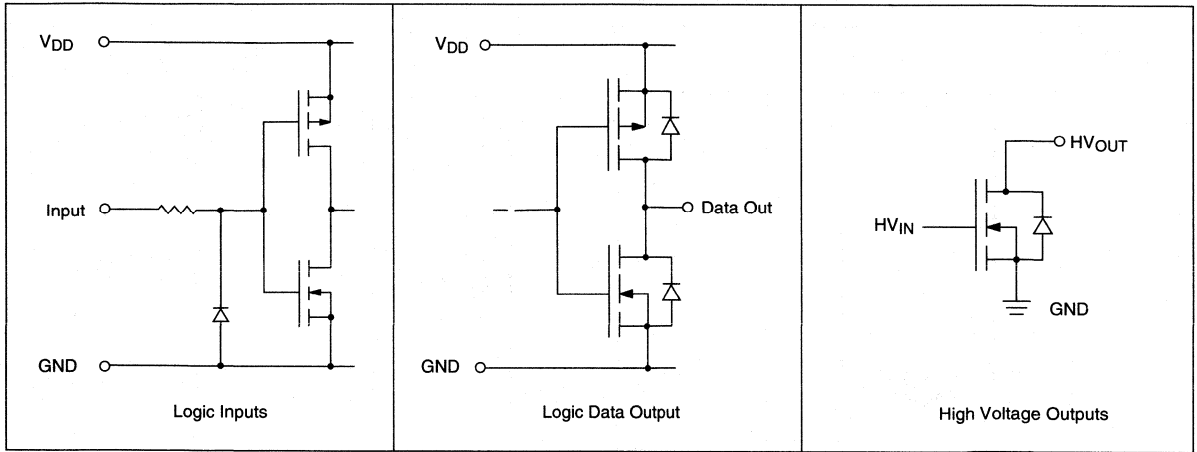 VDD
Input
GND
Logic Inputs
VDD
Data Out
GND
Logic Data Output
HVOUT
HVIN
GND
High Voltage Outputs